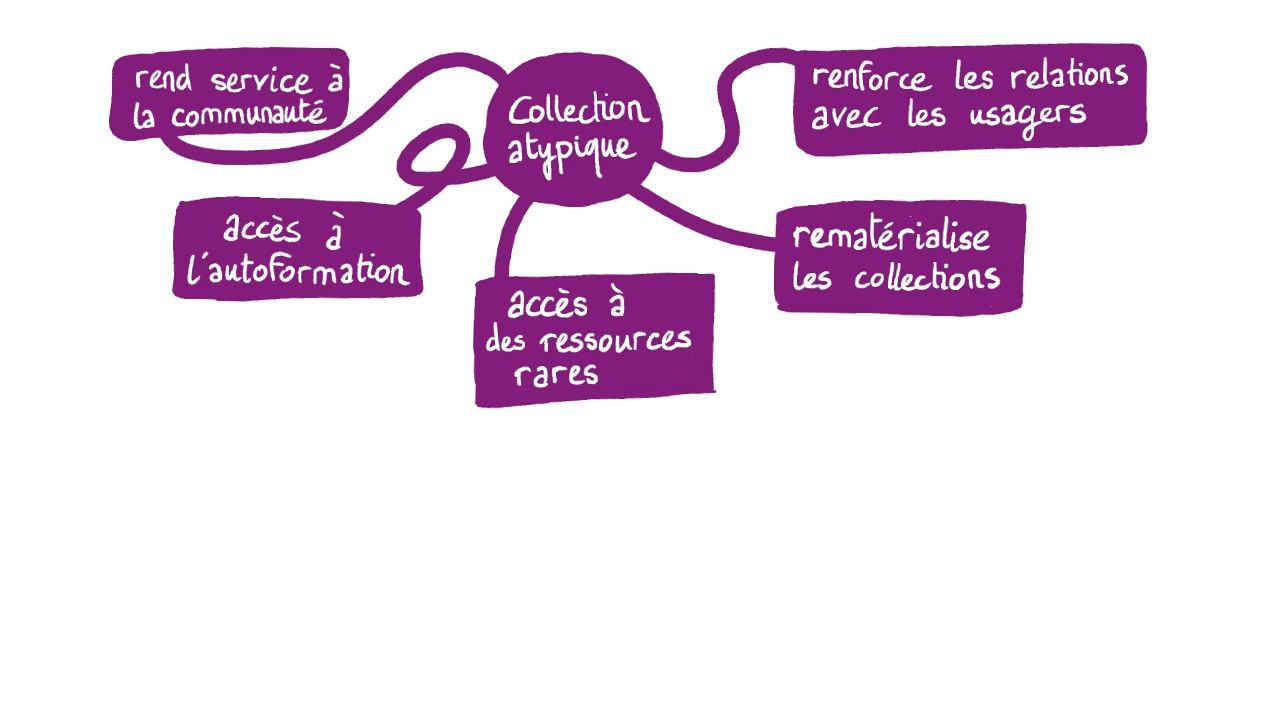 Collection
atypique
rend service à
la communauté
accès à
l'autoformation
accès à
des ressources
rares
rematérialise
les collections
renforce les relations
avec les usagers